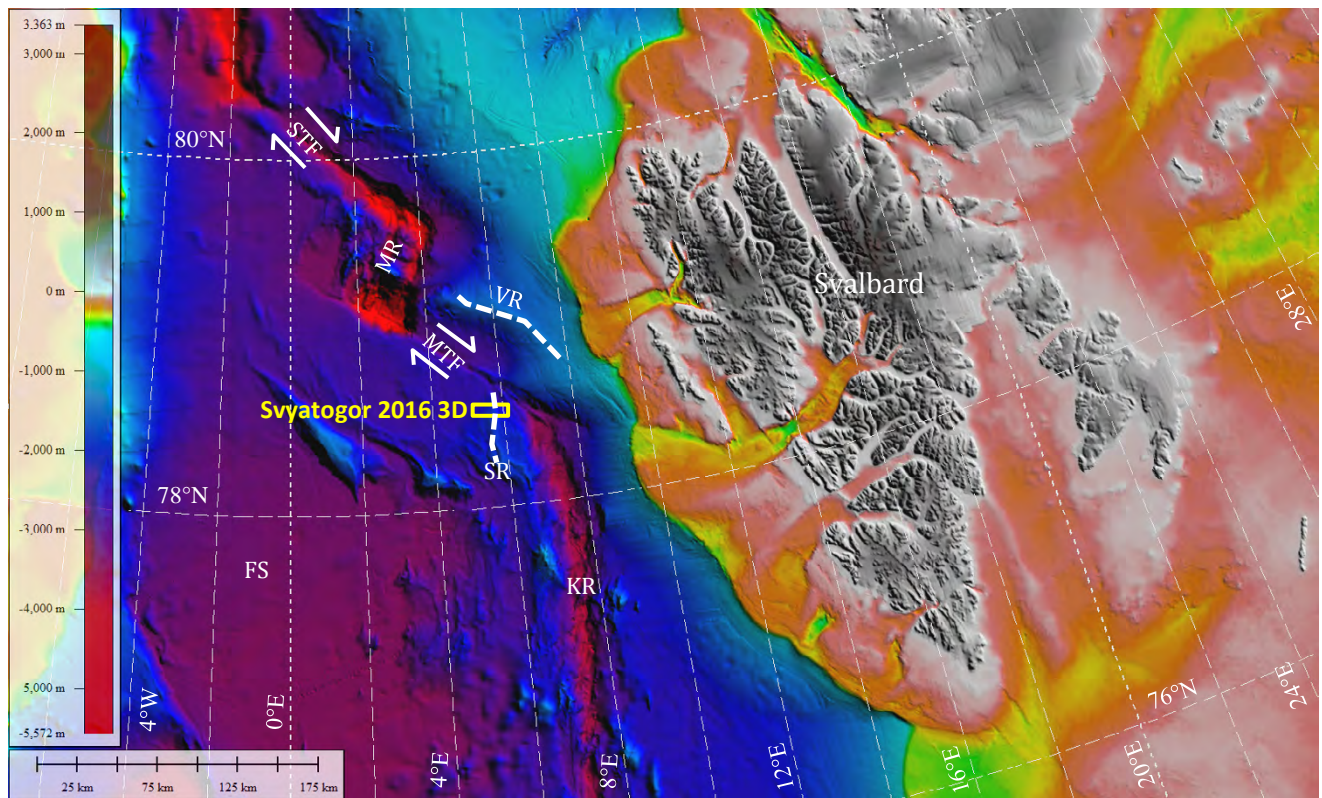 3.363 m
3,000 m
2,000 m
1,000 m
0 m
-1,000 m
-2,000 m
-3,000 m
-4,000 m
5,000 m
-5,572 m
25 km
75 km
125 km
175 km
80°N
STF
MR
VR
MTF
Svalbard
28°E
Svyatogor 2016 3D
SR
78°N
FS
KR
4°W
0°E
4°E
8°E
12°E
16°E
20°E
76°N
24°E